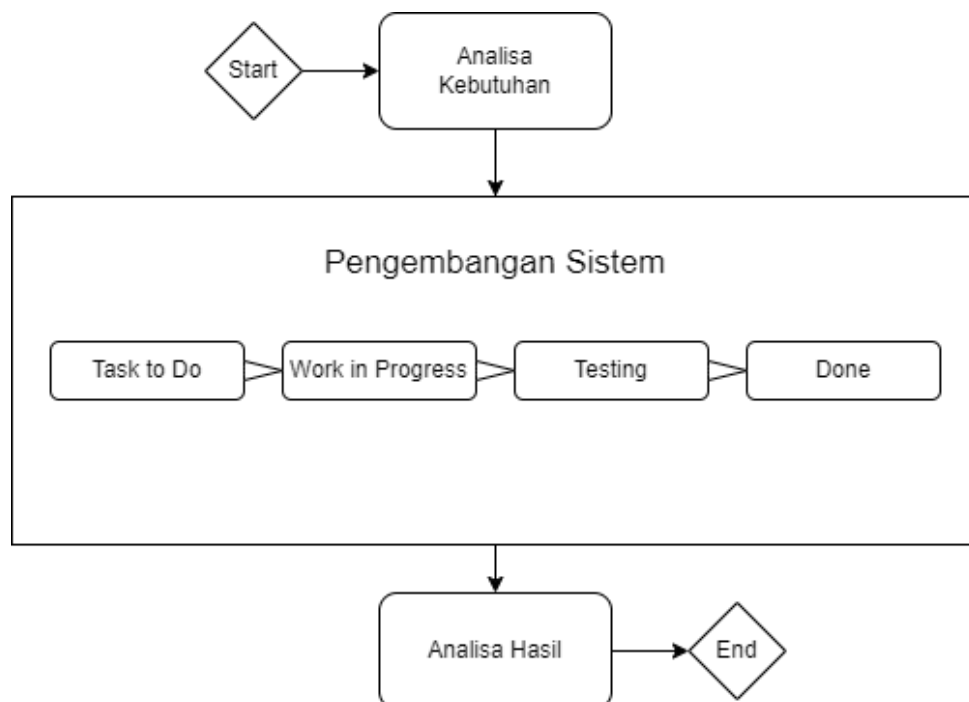 Start
Analisa
Kebutuhan
Pengembangan Sistem
Task to Do
Work in Progress
Testing
Done
Analisa Hasil
End